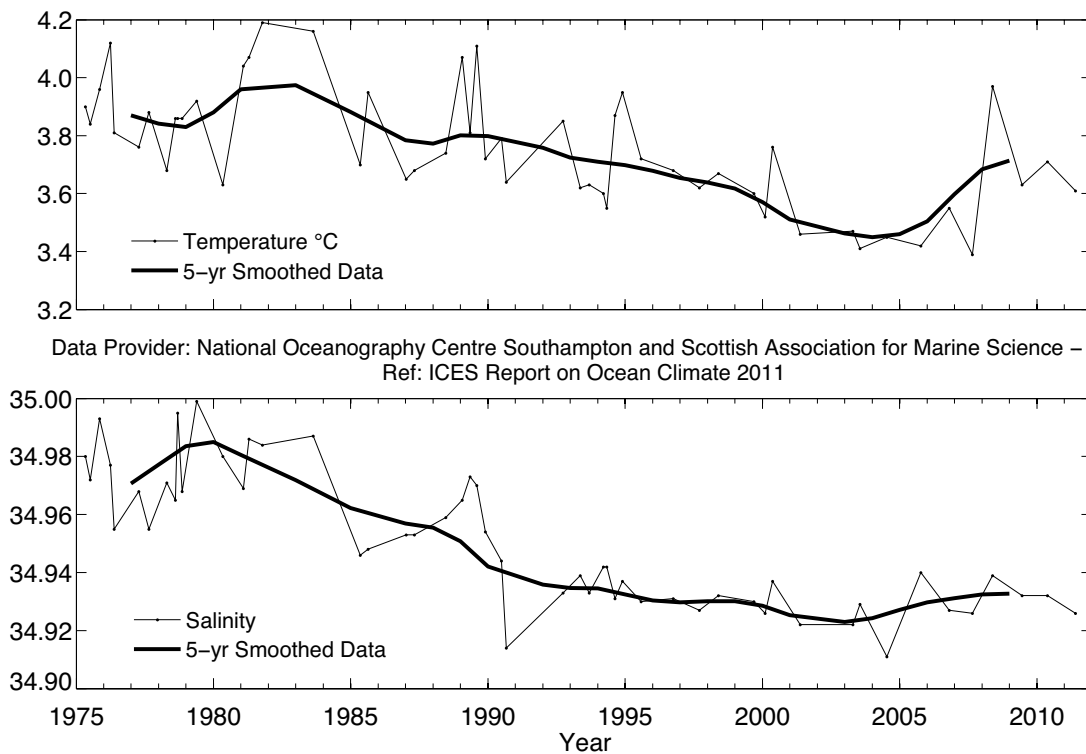 4.2
4.0
3.8
3.6
3.4
3.2
Temperature °C
5−yr Smoothed Data
Data Provider: National Oceanography Centre Southampton and Scottish Association for Marine Science −
Ref: ICES Report on Ocean Climate 2011
35.00
34.98
34.96
34.94
34.92
34.90
Salinity
5−yr Smoothed Data
1975 1980 1985 1990 1995 2000 2005 2010
Year